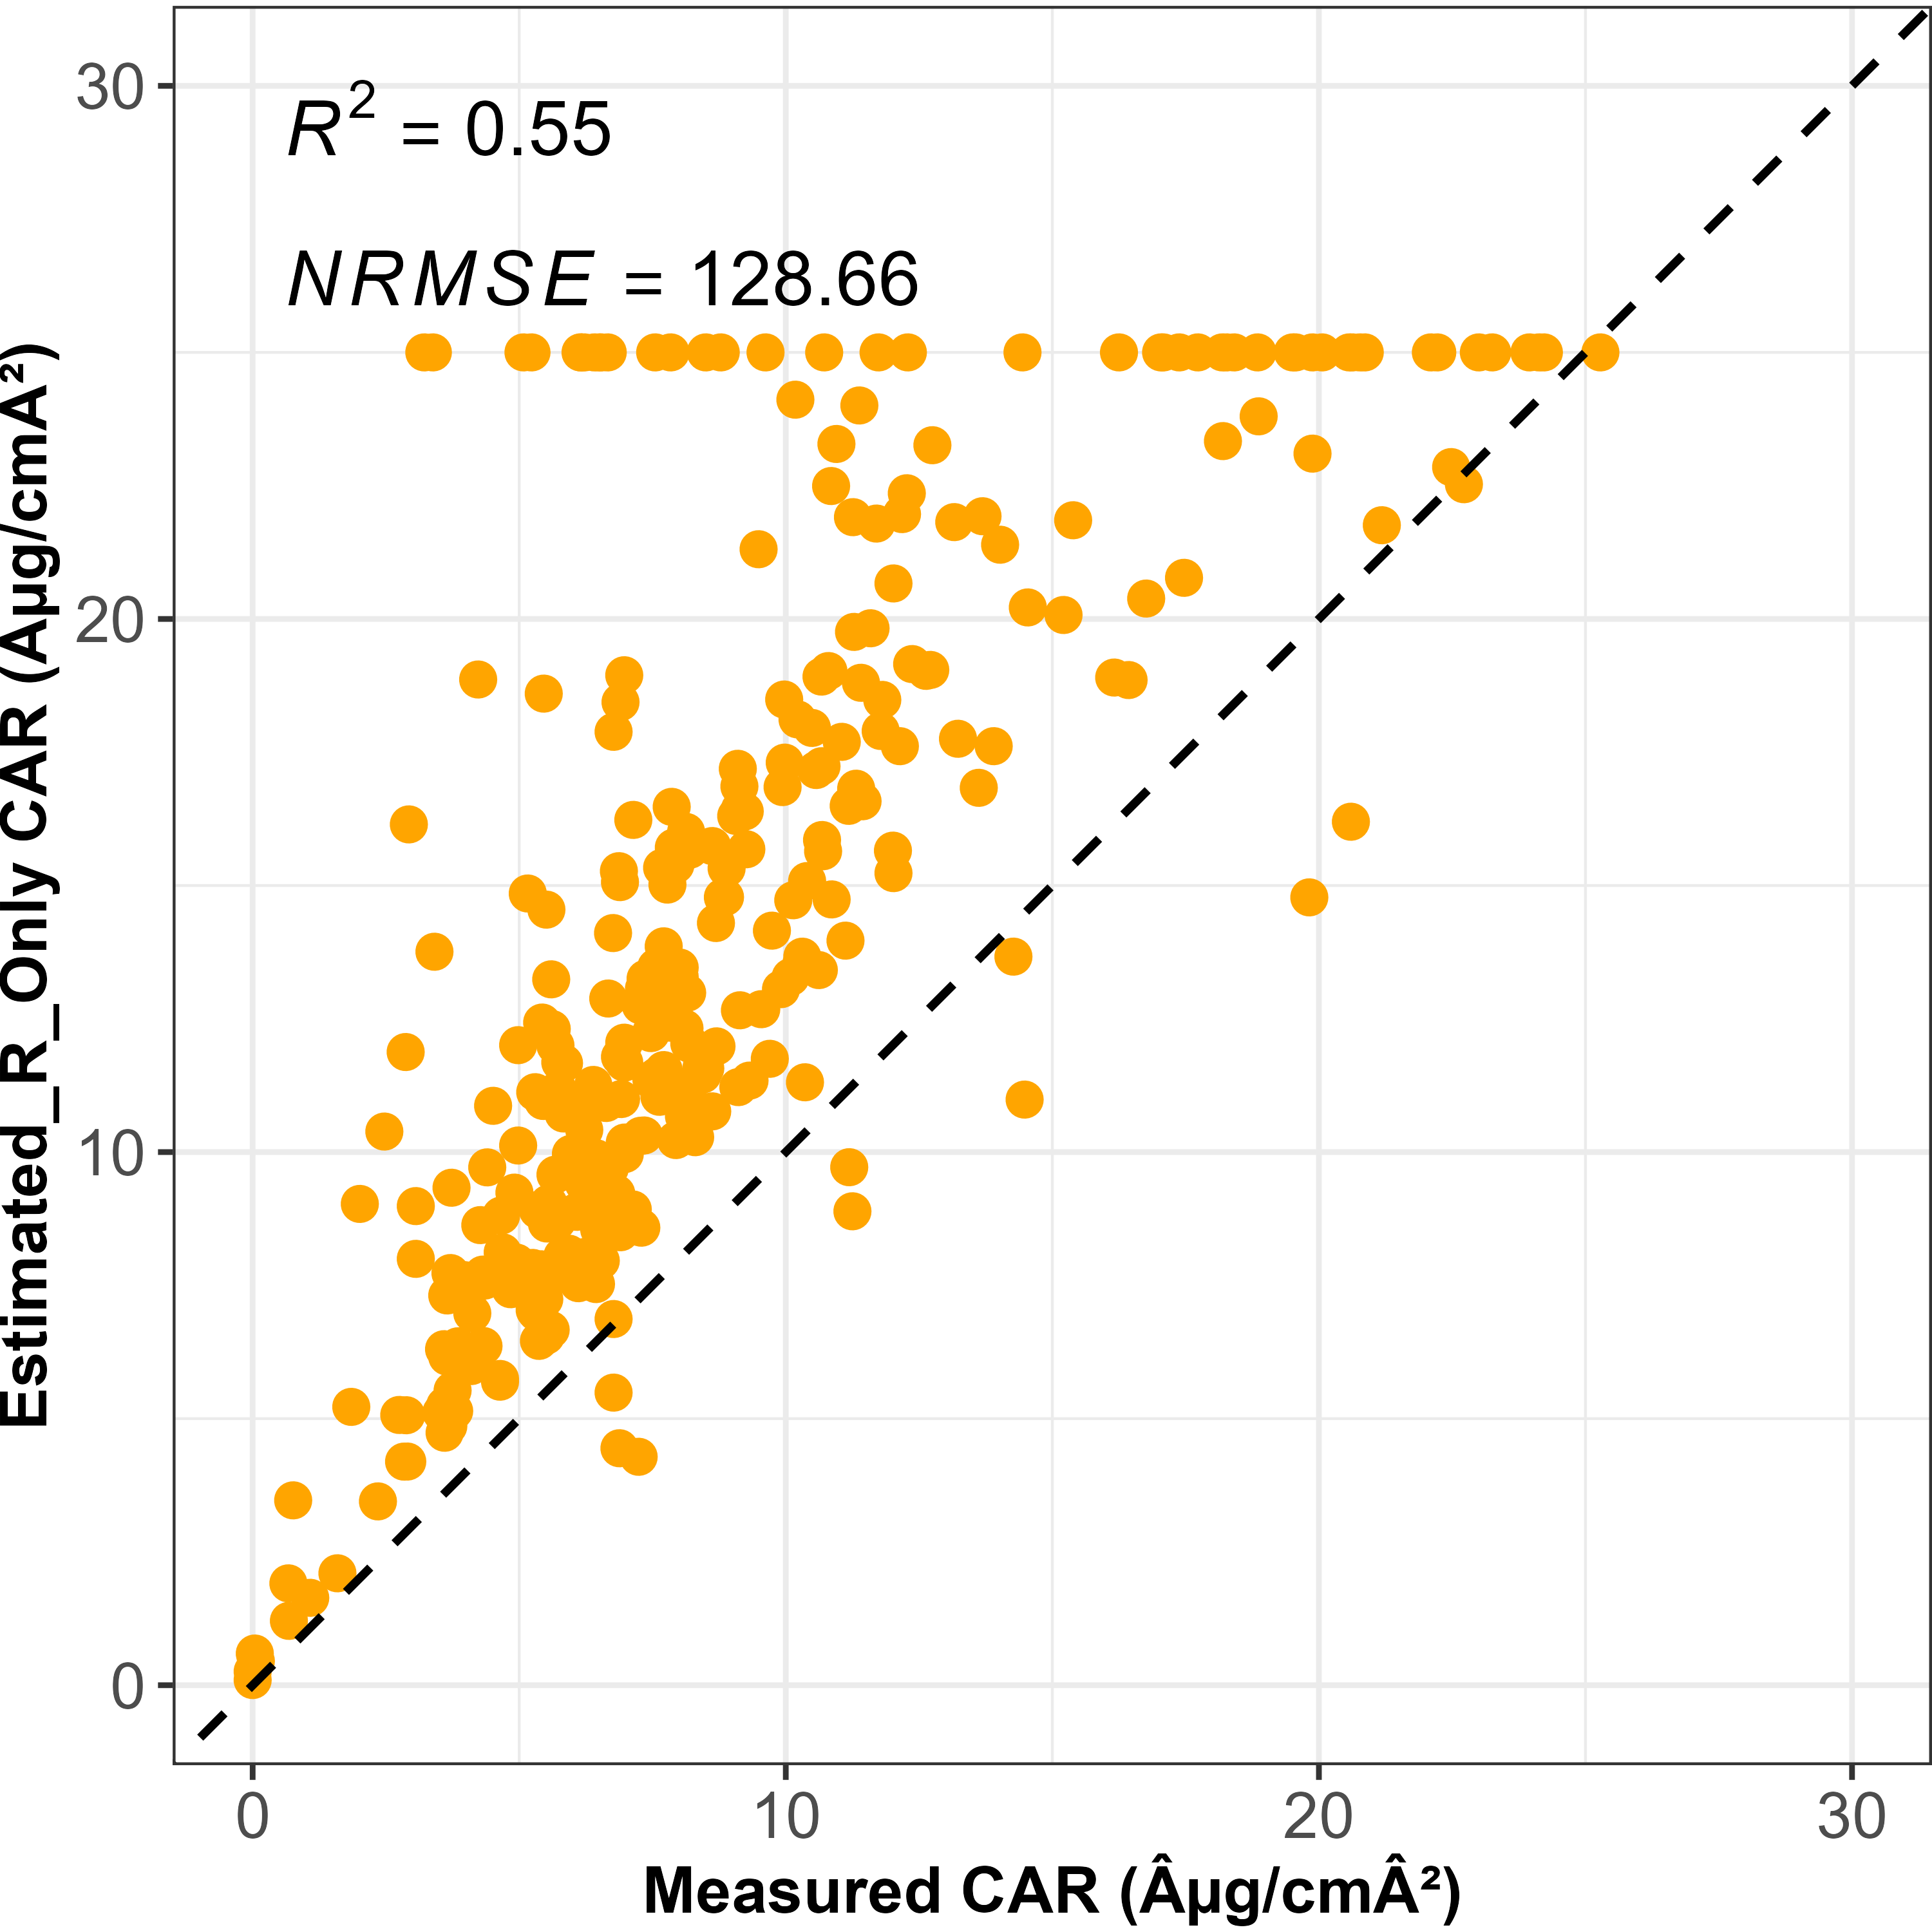 R² = 0.55
NRMSE = 128.66
Estimated_R_Only CAR (Âµg/cmÂ²)
30
20
10
0
0 10 20 30
Measured CAR (Âµg/cmÂ²)